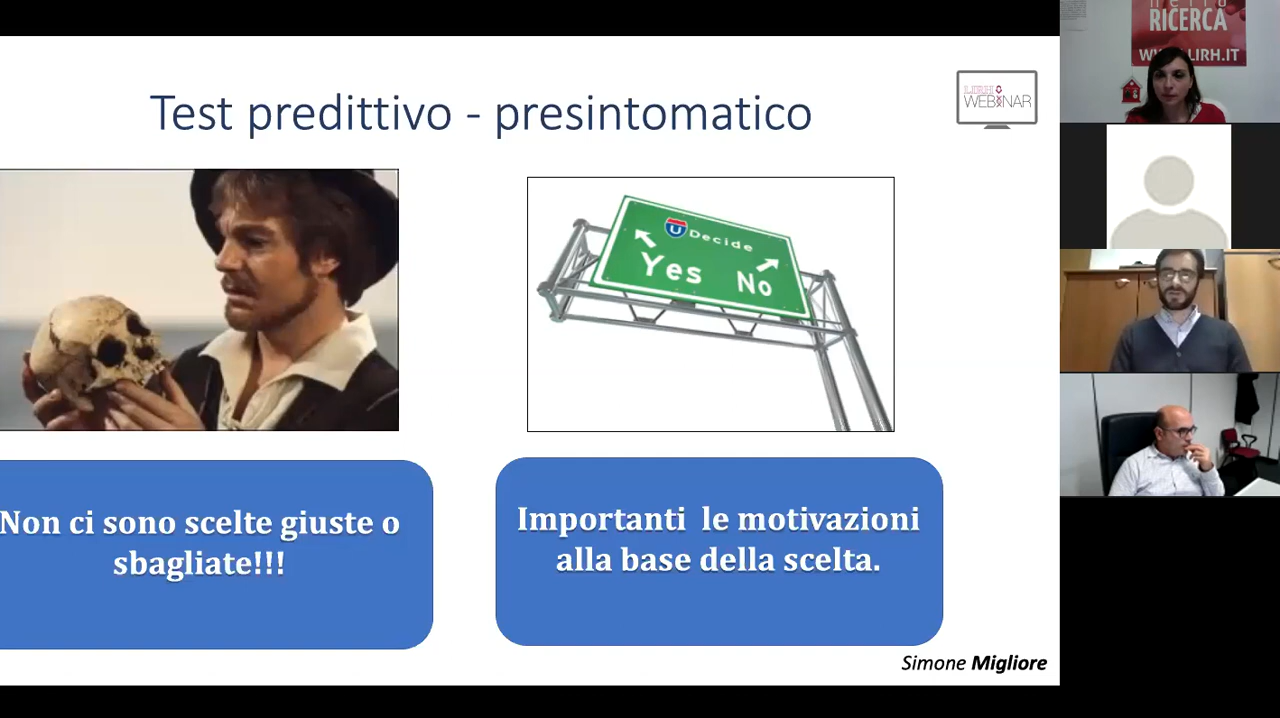 Test predittivo - presintomatico
LIRH
WEBINAR
U Decide
Yes No
Non ci sono scelte giuste o
sbagliate!!!
Importanti le motivazioni
alla base della scelta.
Simone Migliore
RICERCA
LIRH.IT